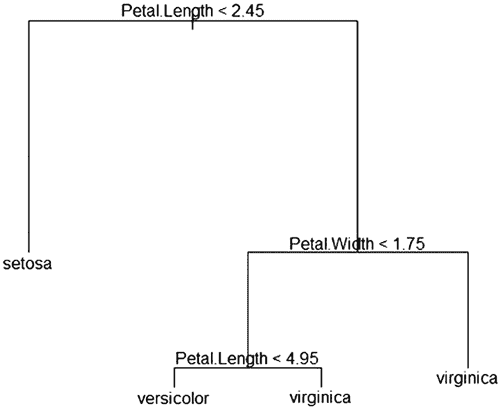 Petal.Length < 2.45
Petal.Width < 1.75
setosa
Petal.Length < 4.95
virginica
versicolor
virginica